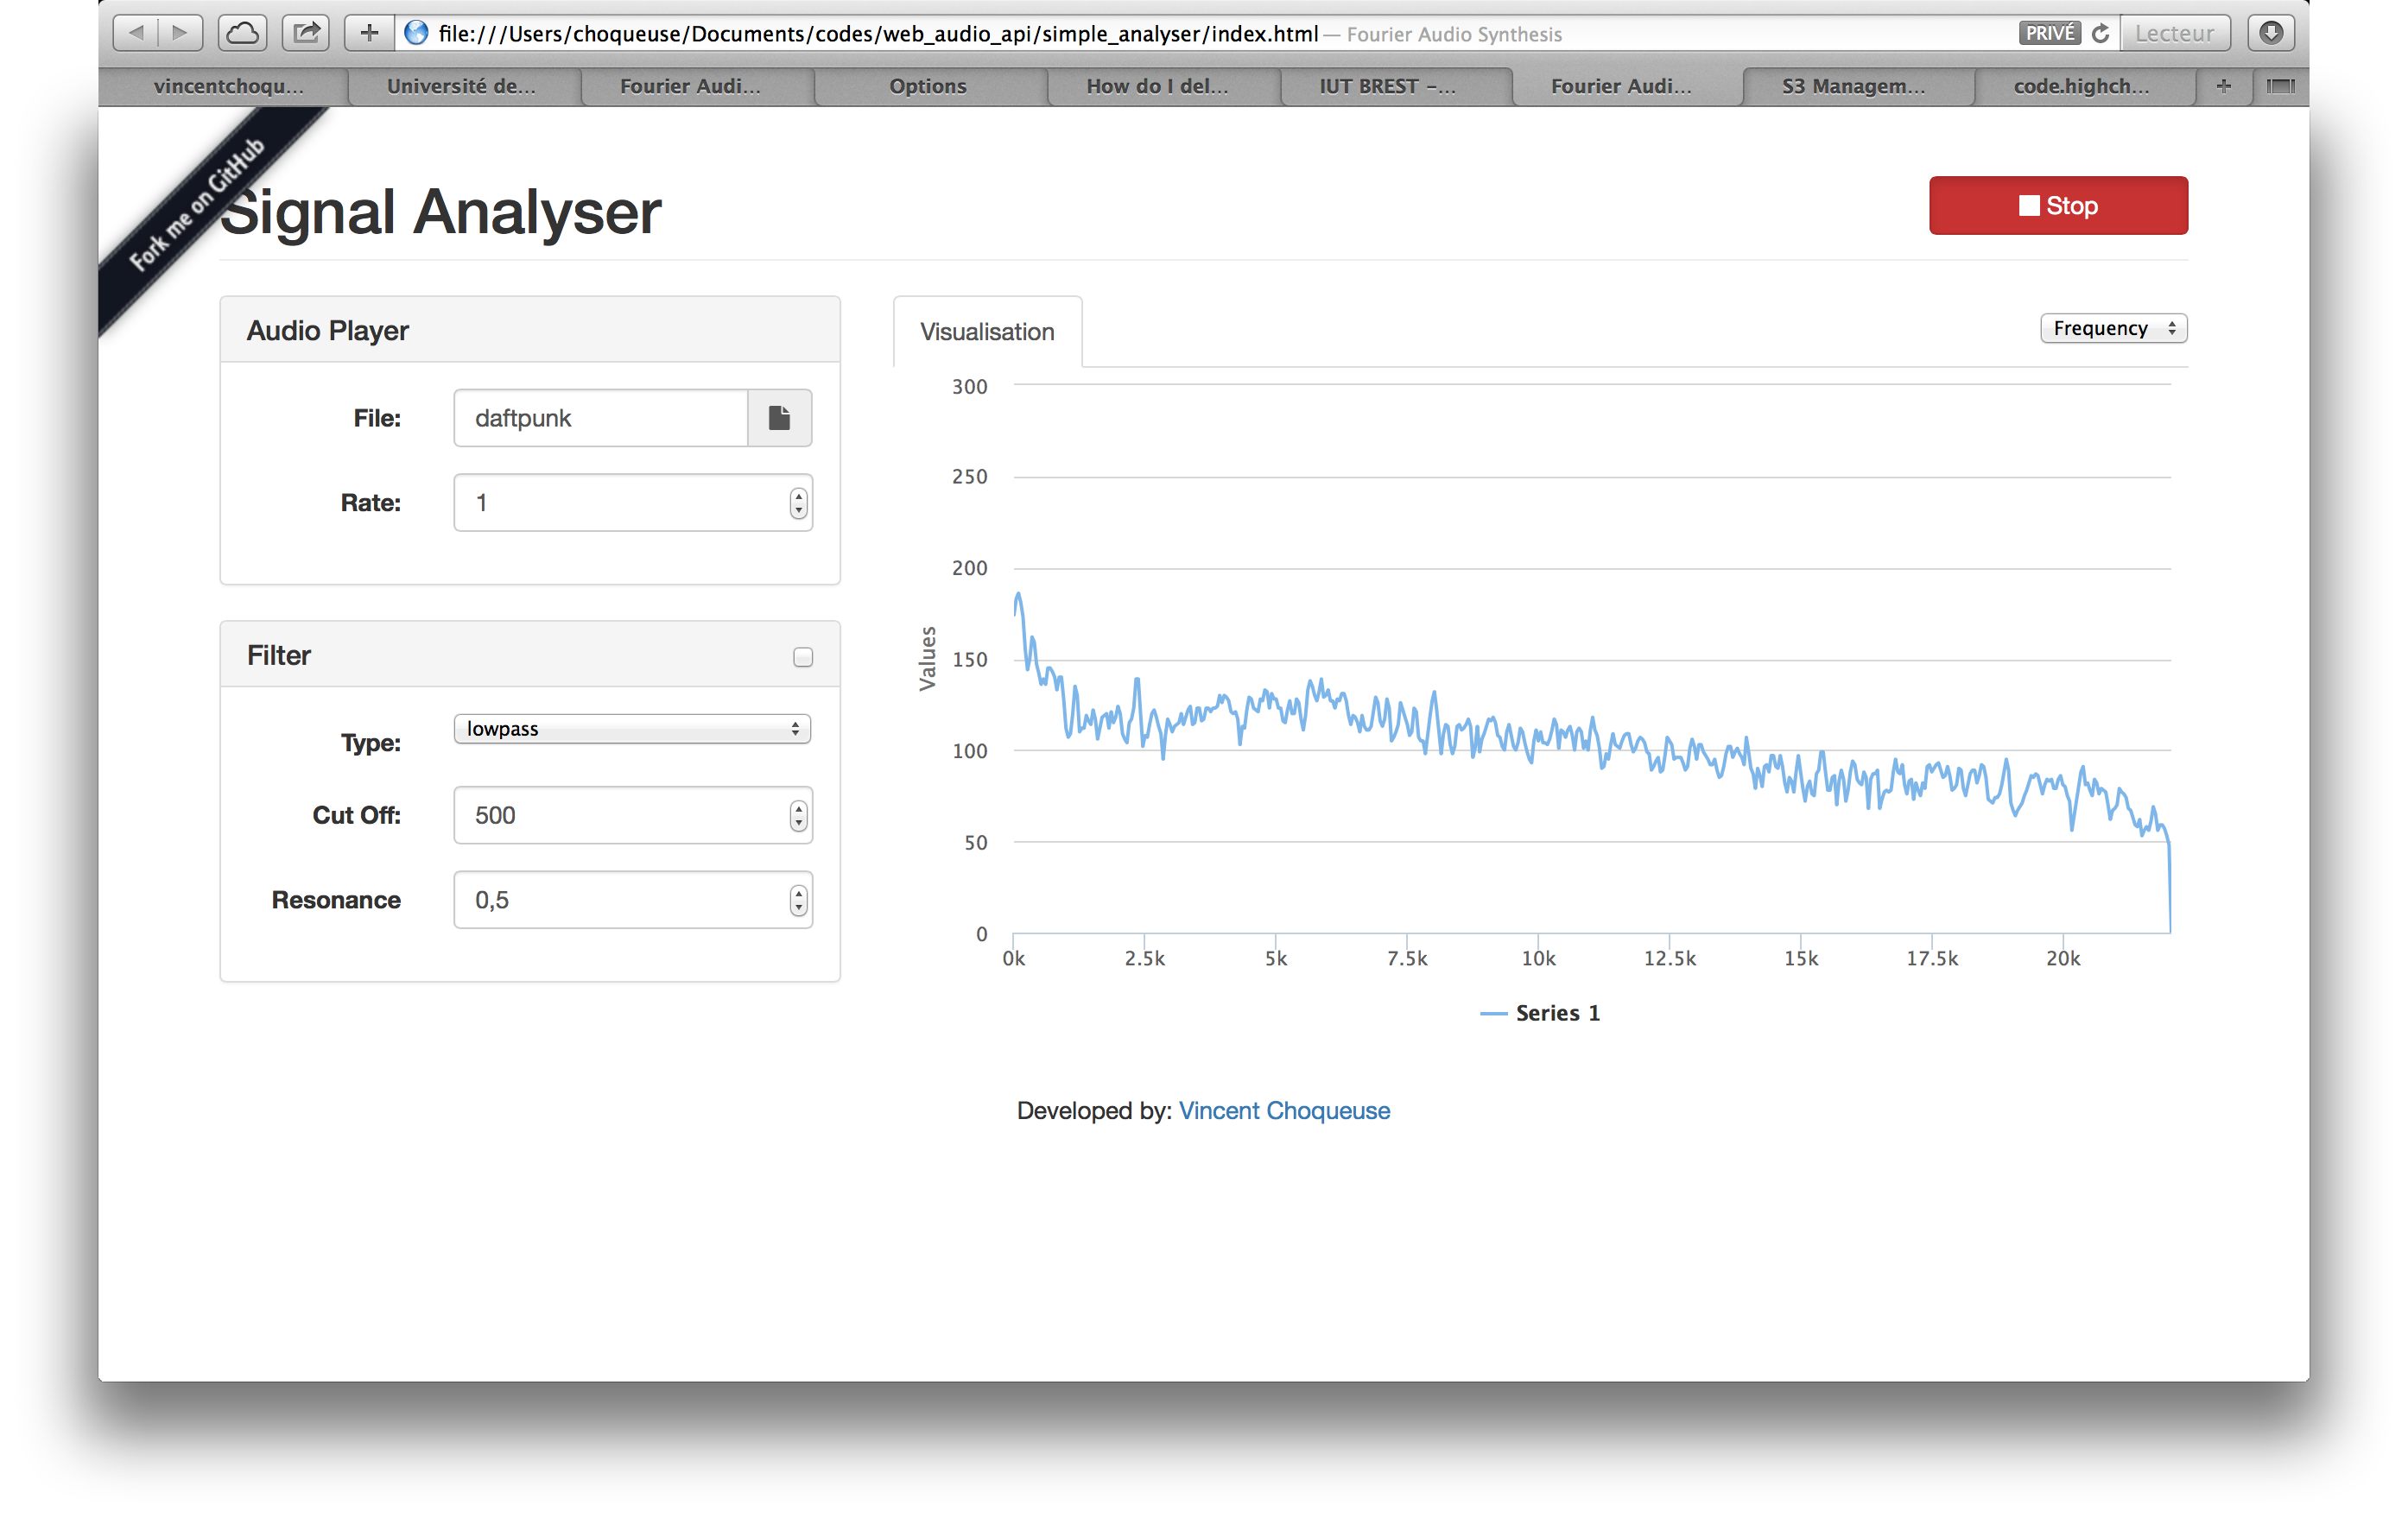 file:///Users/choqueuse/Documents/codes/web_audio_api/simple_analyser/index.html — Fourier Audio Synthesis PRIVÉ Lecteur
vincentchoqu... Université de... Fourier Audi... Options How do I del... IUT BREST –... Fourier Audi... S3 Managem... code.highch... +
Fork me on GitHub
Signal Analyser
Stop
Audio Player
File: daftpunk
Rate: 1
Filter
Type: lowpass
Cut Off: 500
Resonance 0,5
Visualisation
Frequency
300
250
200
150
100
50
0
Values
0k 2.5k 5k 7.5k 10k 12.5k 15k 17.5k 20k
Series 1
Developed by: Vincent Choqueuse